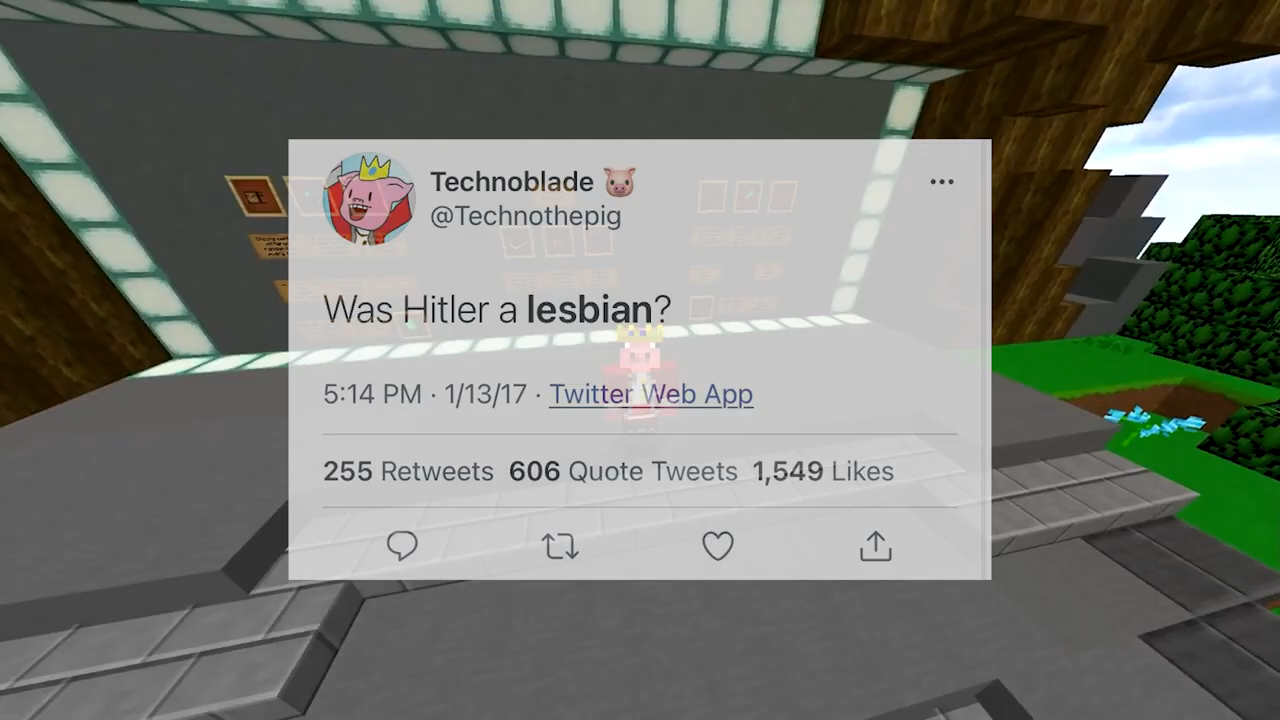 Technoblade 🐷
@Technothepig
Was Hitler a lesbian?
5:14 PM · 1/13/17 · Twitter Web App
255 Retweets 606 Quote Tweets 1,549 Likes